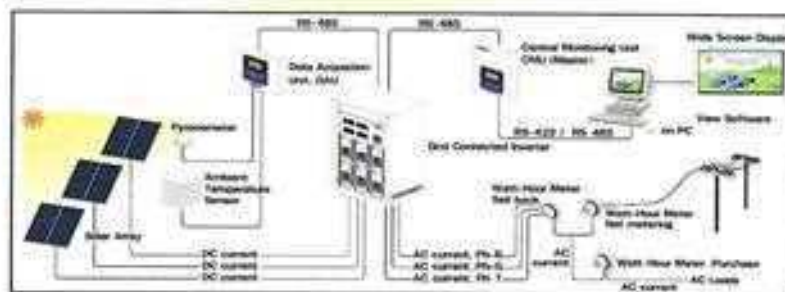 RS-485
RS-485
Wide Screen Display
Data Acquisition
Unit, DAU
Control Monitoring Unit
CMU (Master)
Pyranometer
View Software
on PC
RS-422 / RS-485
Grid Connected Inverter
Ambient
Temperature
Sensor
Watt-Hour Meter
Sell back
Watt-Hour Meter
Net metering
Solar Array
DC current
DC current
DC current
AC current, Ph-R
AC current, Ph-S
AC current, Ph-T
AC
current
Watt-Hour Meter, Purchase
AC current
AC Loads